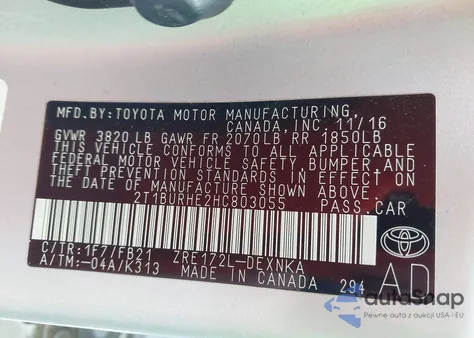 MFD.BY:TOYOTA MOTOR MANUFACTURING
CANADA, INC. 11/16
GVWR 3820 LB GAWR FR 2070LB RR 1850LB
THIS VEHICLE CONFORMS TO ALL APPLICABLE
FEDERAL MOTOR VEHICLE SAFETY, BUMPER, AND
THEFT PREVENTION STANDARDS IN EFFECT ON
THE DATE OF MANUFACTURE SHOWN ABOVE.
2T1BURHE2HC803055 PASS.CAR
C/TR:1F7/FB21 ZRE172L-DEXNKA
A/TM:-04A/K313 MADE IN CANADA 294
AD
autoSnap
Pewne auta z portali aukcyjnych USA i EU